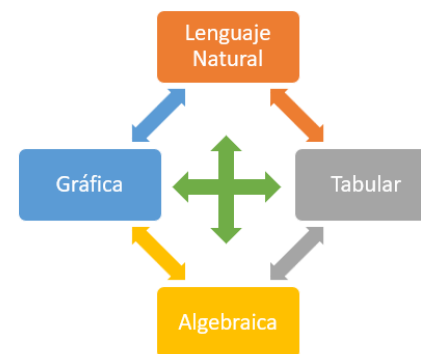 Lenguaje
Natural
Gráfica
Tabular
Algebraica